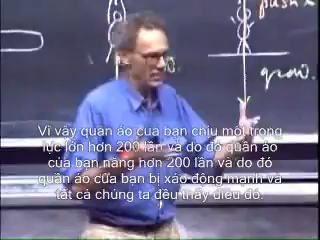 push
grav.
Vì vậy quần áo của bạn chịu một trọng
lực lớn hơn 200 lần và do đó quần áo
của bạn nặng hơn 200 lần và do đó
quần áo của bạn bị xáo động mạnh và
tất cả chúng ta đều thấy điều đó.